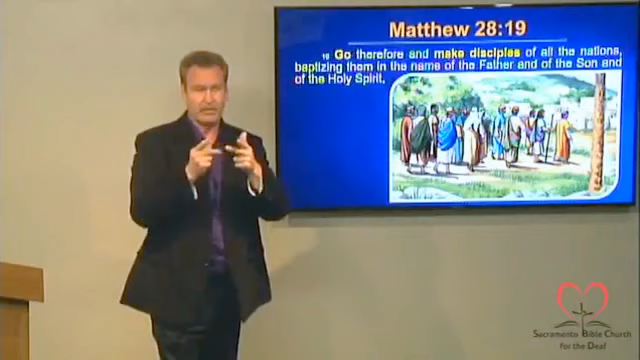 Matthew 28:19
19 Go therefore and make disciples of all the nations,
baptizing them in the name of the Father and of the Son and
of the Holy Spirit,
Sacramento Bible Church
for the Deaf